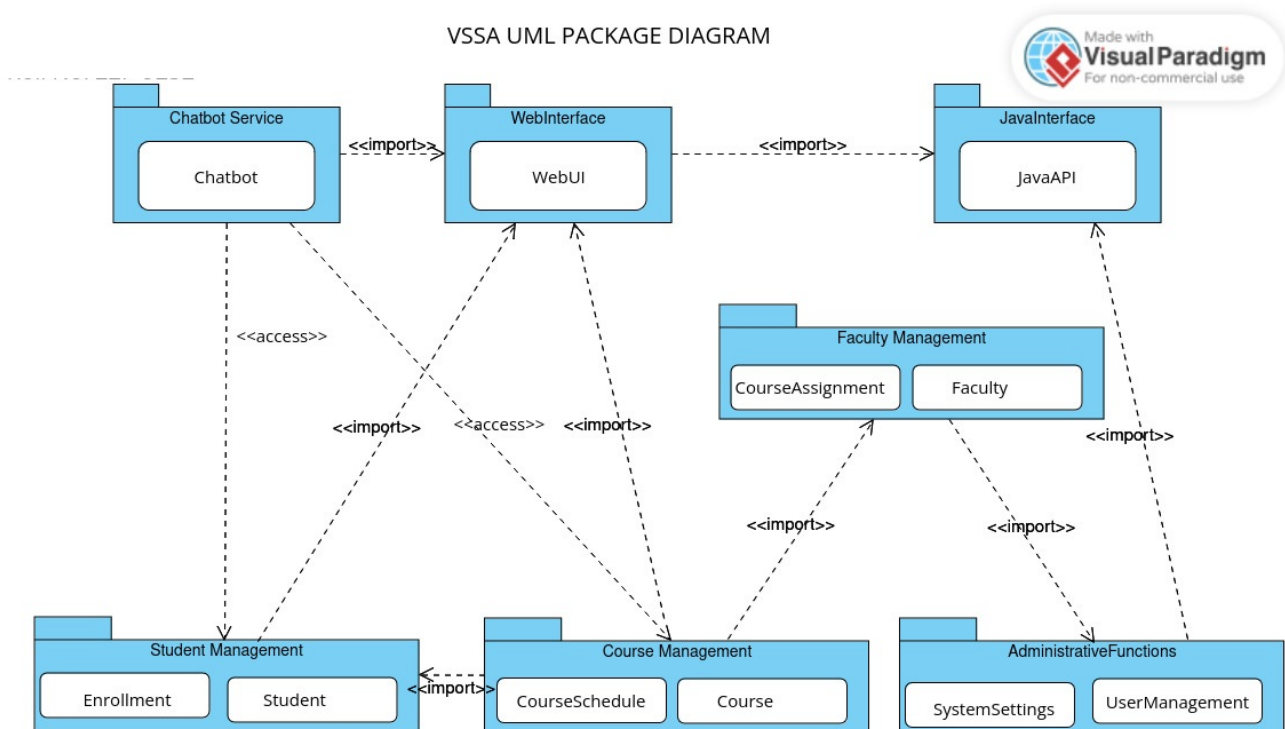 VSSA UML PACKAGE DIAGRAM
Made with
Visual Paradigm
For non-commercial use
Chatbot Service
WebInterface
JavaInterface
<<import>>
<<import>>
Chatbot
WebUI
JavaAPI
<<access>>
Faculty Management
CourseAssignment
Faculty
<<import>>
<<access>>
<<import>>
<<import>>
<<import>>
<<import>>
Student Management
Course Management
AdministrativeFunctions
<<import>>
Enrollment
Student
CourseSchedule
Course
SystemSettings
UserManagement